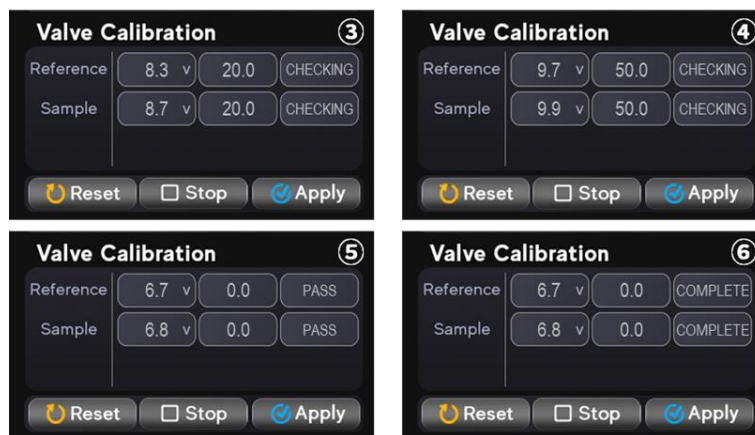 Valve Calibration ③
Reference 8.3 v 20.0 CHECKING
Sample 8.7 v 20.0 CHECKING
Reset Stop Apply
Valve Calibration ④
Reference 9.7 v 50.0 CHECKING
Sample 9.9 v 50.0 CHECKING
Reset Stop Apply
Valve Calibration ⑤
Reference 6.7 v 0.0 PASS
Sample 6.8 v 0.0 PASS
Reset Stop Apply
Valve Calibration ⑥
Reference 6.7 v 0.0 COMPLETE
Sample 6.8 v 0.0 COMPLETE
Reset Stop Apply